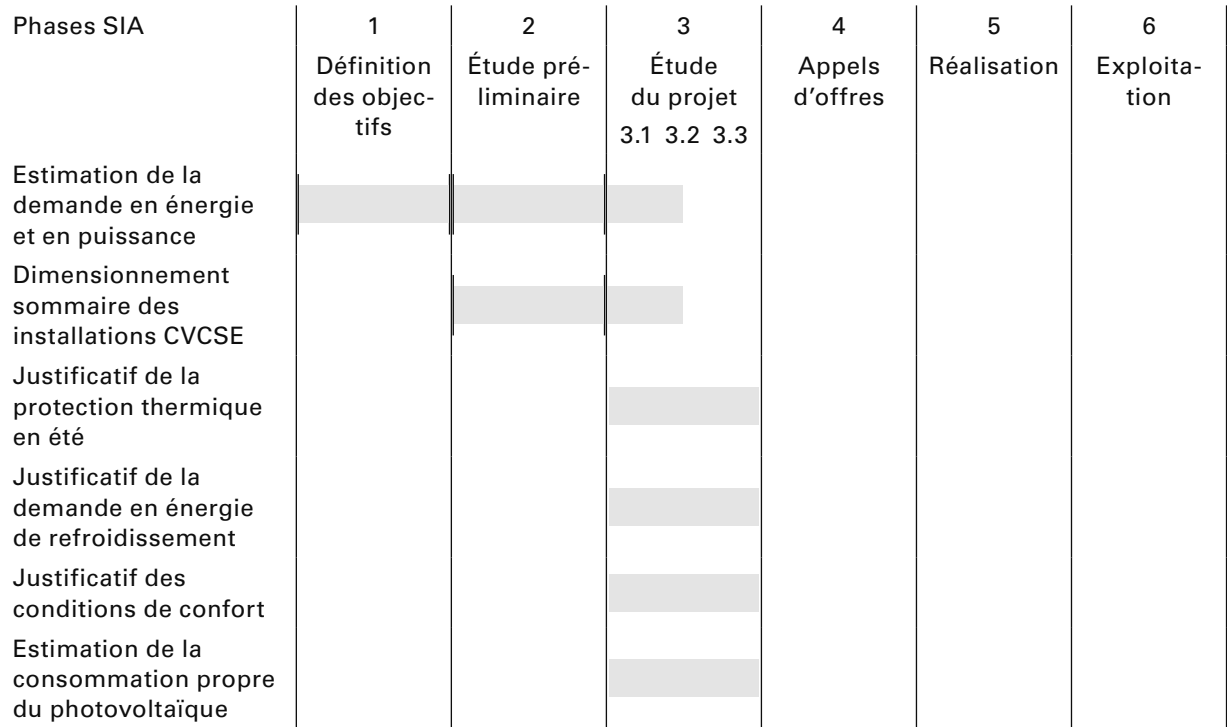 Phases SIA 1 2 3 4 5 6
Définition Étude pré- Étude Appels Réalisation Exploita-
des objec- liminaire du projet d’offres tion
tifs 3.1 3.2 3.3
Estimation de la
demande en énergie
et en puissance
Dimensionnement
sommaire des
installations CVCSE
Justificatif de la
protection thermique
en été
Justificatif de la
demande en énergie
de refroidissement
Justificatif des
conditions de confort
Estimation de la
consommation propre
du photovoltaïque